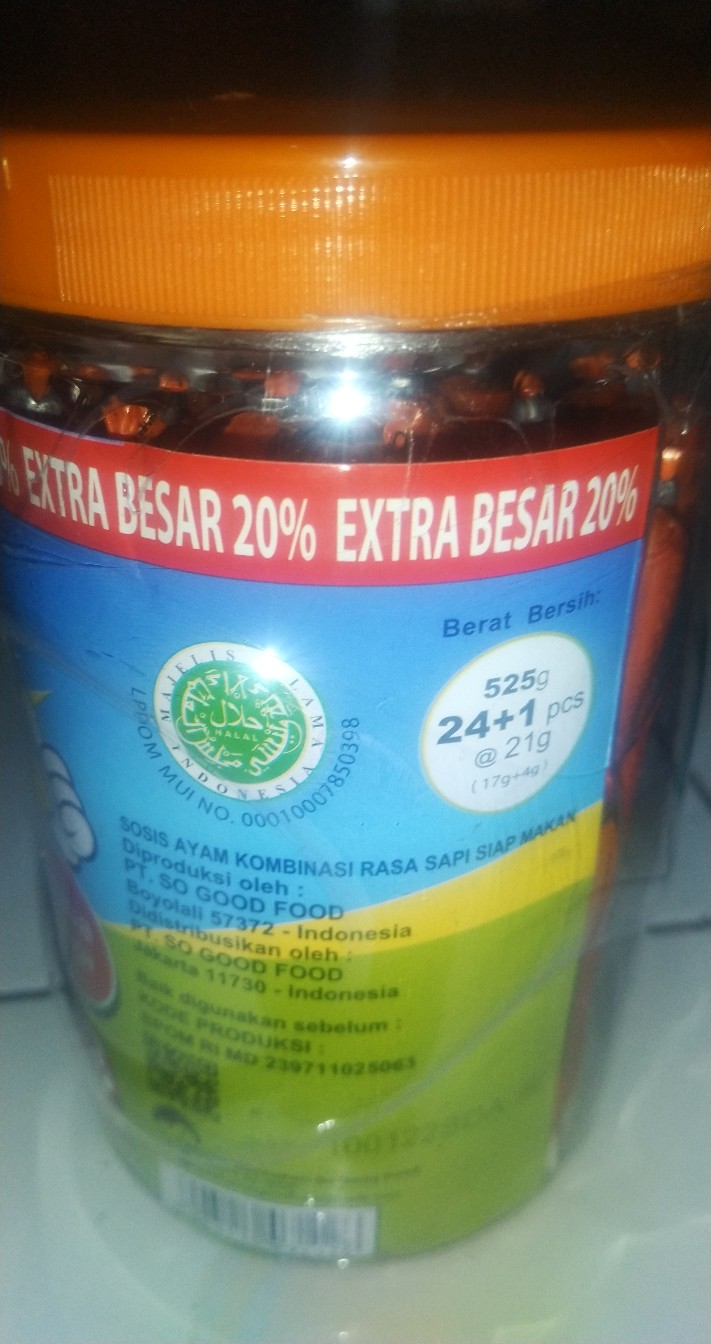 % EXTRA BESAR 20% EXTRA BESAR 20%
Berat Bersih:
525g
24+1 pcs
@ 21g
(17g+4g)
MAJELIS ULAMA INDONESIA
حلال
HALAL
LPPOM MUI NO. 00010007850398
SOSIS AYAM KOMBINASI RASA SAPI SIAP MAKAN
Diproduksi oleh :
PT. SO GOOD FOOD
Boyolali 57372 - Indonesia
Didistribusikan oleh :
PT. SO GOOD FOOD
Jakarta 11730 - Indonesia
Baik digunakan sebelum :
KODE PRODUKSI :
BPOM RI MD 239711025063